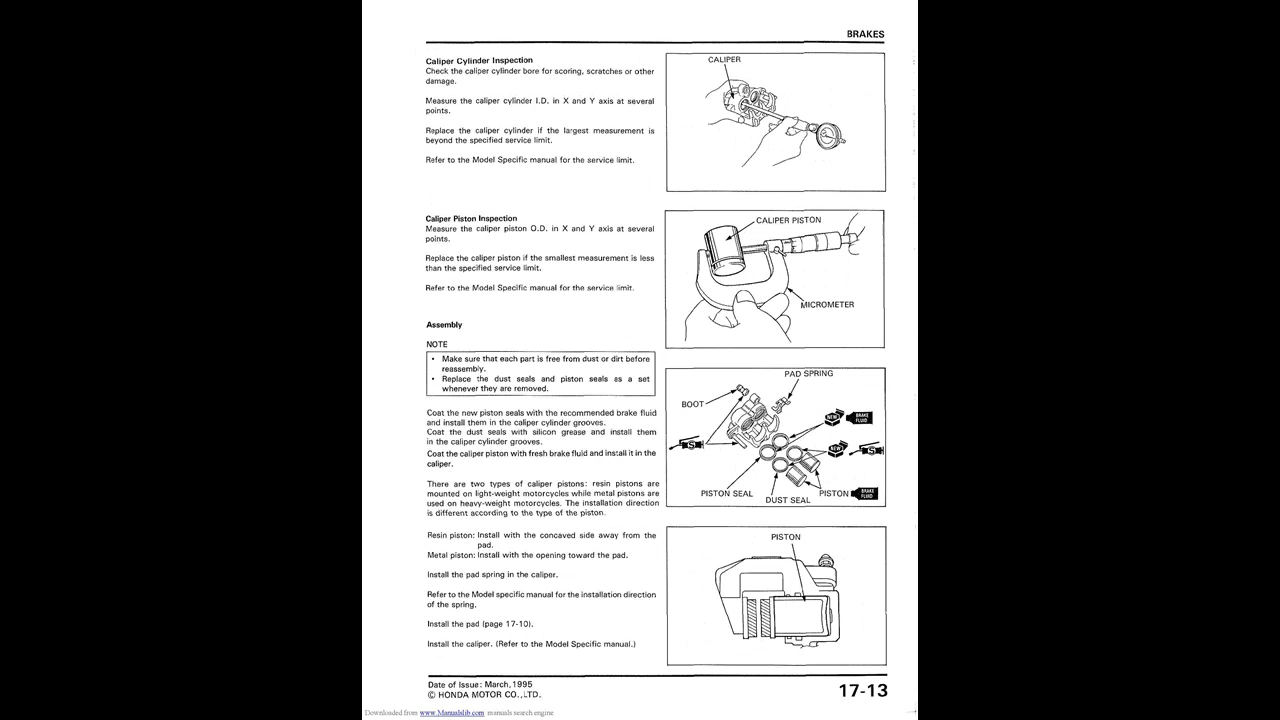 BRAKES
Caliper Cylinder Inspection
Check the caliper cylinder bore for scoring, scratches or other
damage.
Measure the caliper cylinder I.D. in X and Y axis at several
points.
Replace the caliper cylinder if the largest measurement is
beyond the specified service limit.
Refer to the Model Specific manual for the service limit.
CALIPER
Caliper Piston Inspection
Measure the caliper piston O.D. in X and Y axis at several
points.
Replace the caliper piston if the smallest measurement is less
than the specified service limit.
Refer to the Model Specific manual for the service limit.
CALIPER PISTON
MICROMETER
Assembly
NOTE
• Make sure that each part is free from dust or dirt before
reassembly.
• Replace the dust seals and piston seals as a set
whenever they are removed.
Coat the new piston seals with the recommended brake fluid
and install them in the caliper cylinder grooves.
Coat the dust seals with silicon grease and install them
in the caliper cylinder grooves.
Coat the caliper piston with fresh brake fluid and install it in the
caliper.
There are two types of caliper pistons: resin pistons are
mounted on light-weight motorcycles while metal pistons are
used on heavy-weight motorcycles. The installation direction
is different according to the type of the piston.
PAD SPRING
BOOT
NEW
BRAKE
FLUID
S
NEW
S
PISTON SEAL
DUST SEAL
PISTON
BRAKE
FLUID
Resin piston: Install with the concaved side away from the
pad.
Metal piston: Install with the opening toward the pad.
Install the pad spring in the caliper.
Refer to the Model specific manual for the installation direction
of the spring.
Install the pad (page 17-10).
Install the caliper. (Refer to the Model Specific manual.)
PISTON
Date of Issue: March, 1995
© HONDA MOTOR CO.,LTD.
17-13
Downloaded from www.Manualslib.com manuals search engine